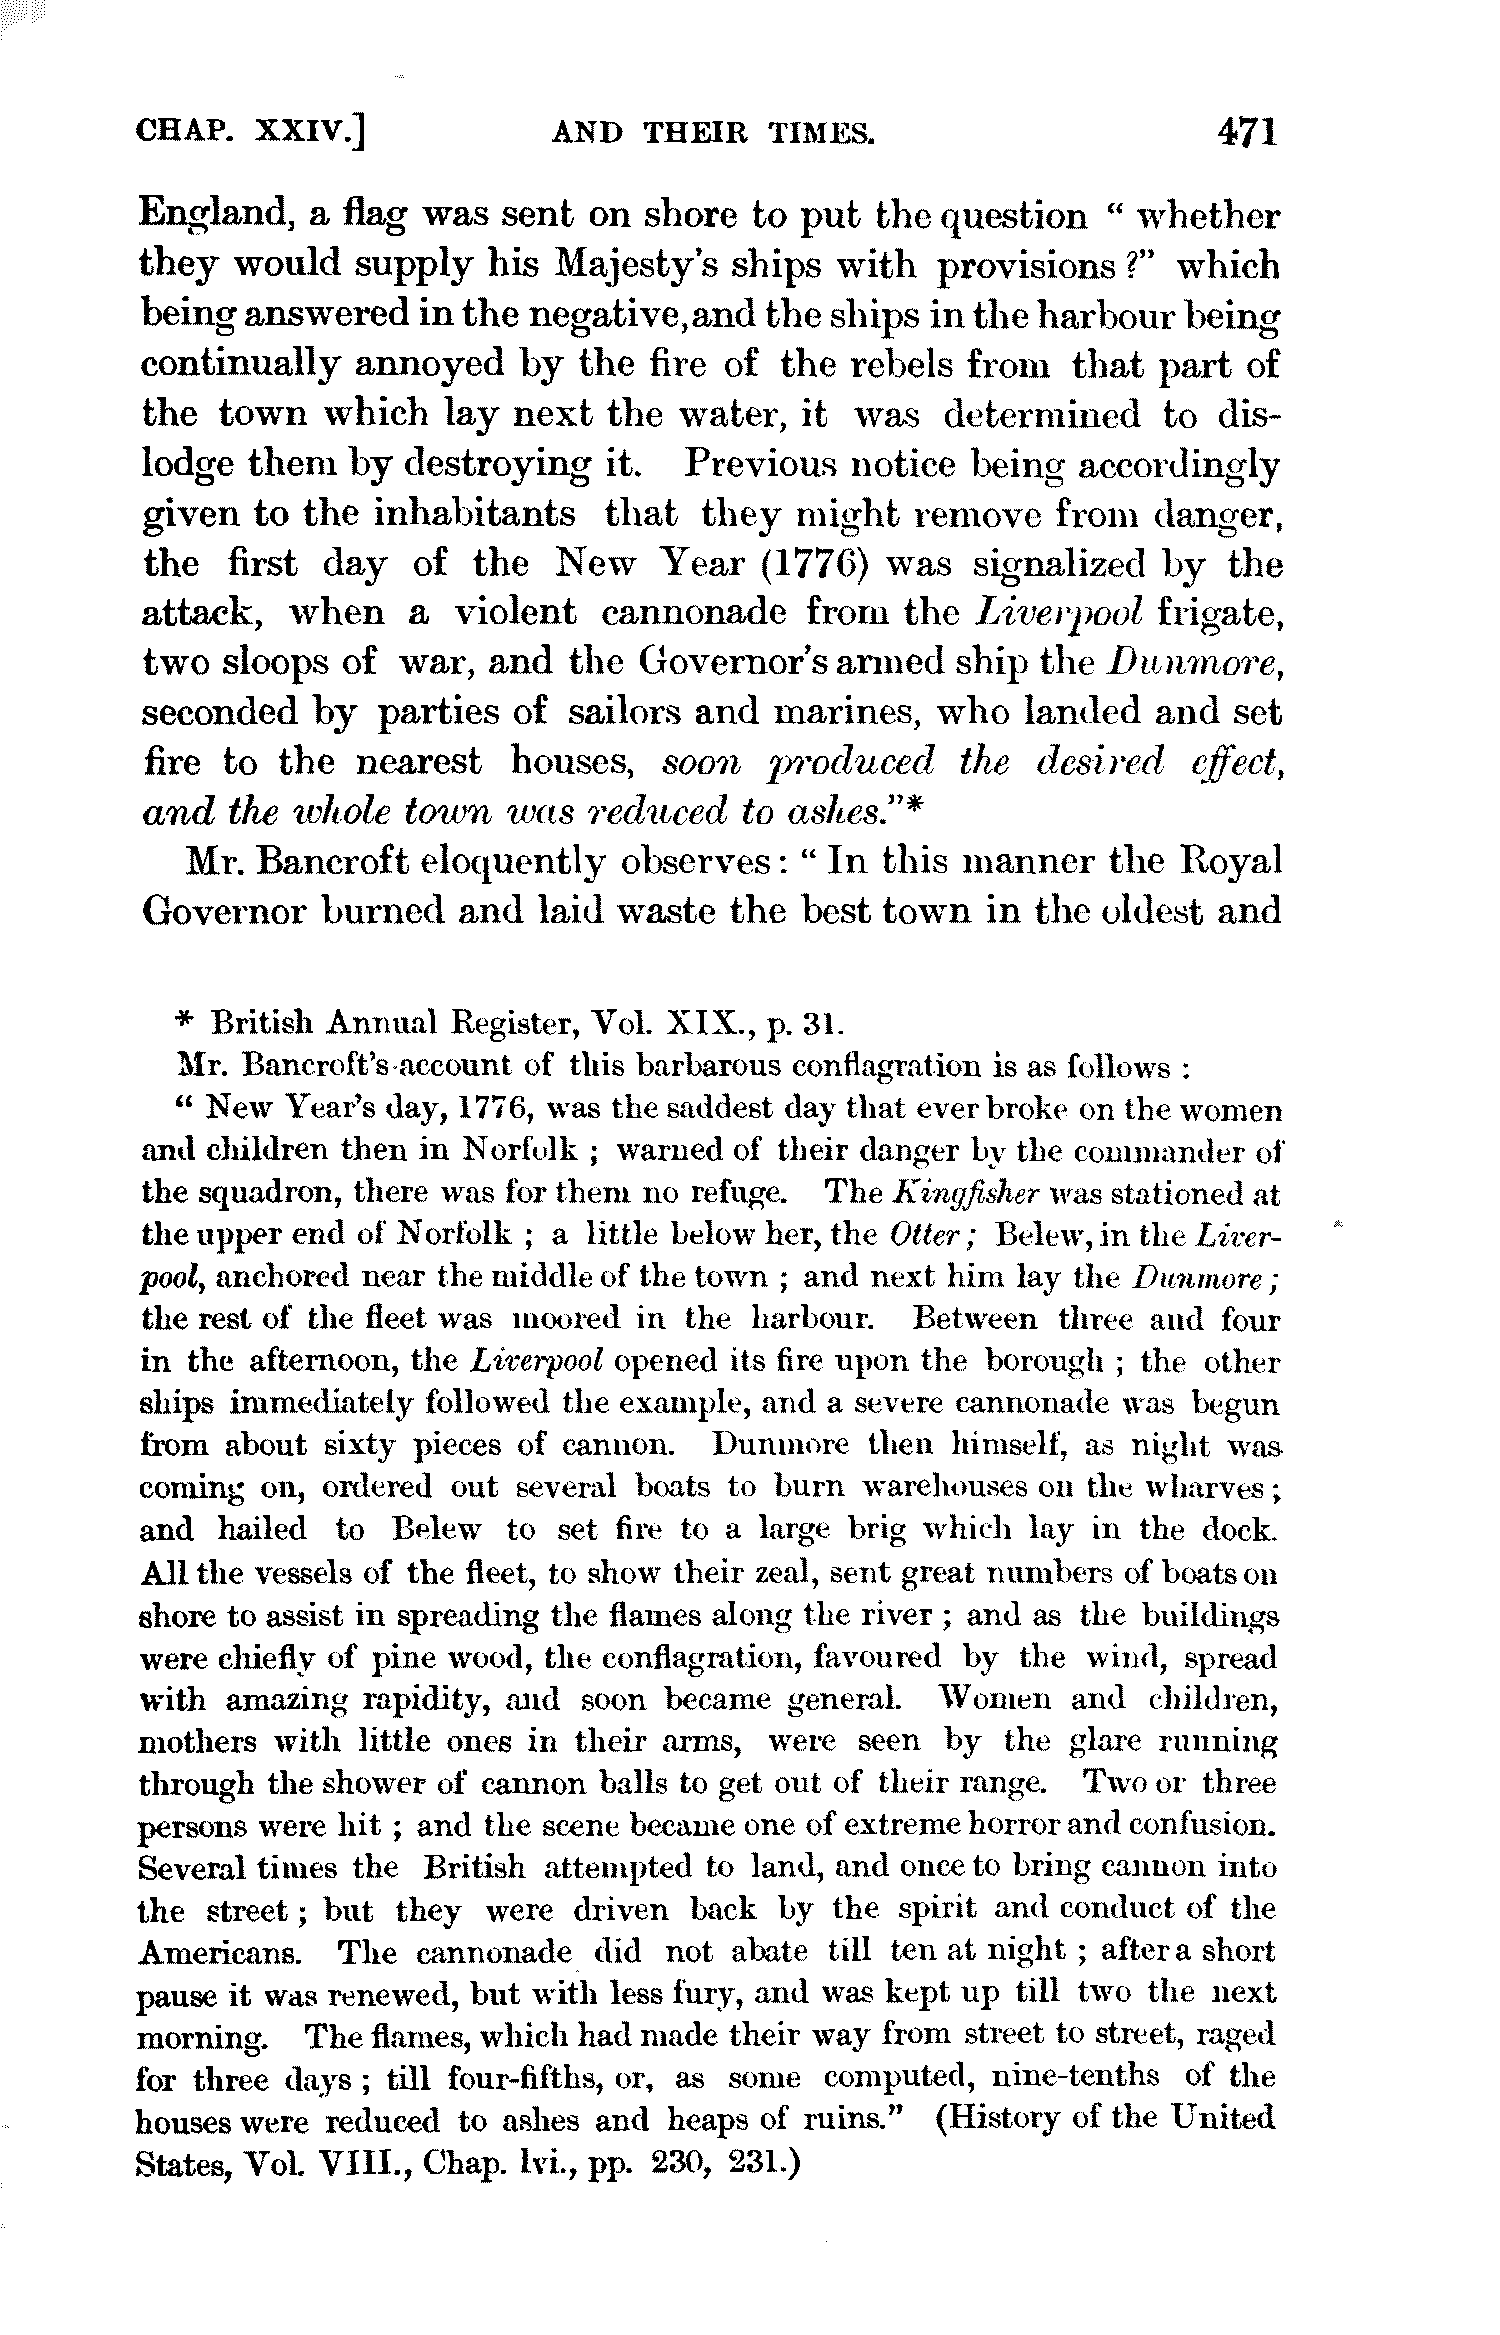 CHAP. XXIV.] AND THEIR TIMES. 471
England, a flag was sent on shore to put the question " whether
they would supply his Majesty's ships with provisions ?" which
being answered in the negative, and the ships in the harbour being
continually annoyed by the fire of the rebels from that part of
the town which lay next the water, it was determined to dis-
lodge them by destroying it. Previous notice being accordingly
given to the inhabitants that they might remove from danger,
the first day of the New Year (1776) was signalized by the
attack, when a violent cannonade from the Liverpool frigate,
two sloops of war, and the Governor's armed ship the Dunmore,
seconded by parties of sailors and marines, who landed and set
fire to the nearest houses, soon produced the desired effect,
and the whole town was reduced to ashes."*
Mr. Bancroft eloquently observes: " In this manner the Royal
Governor burned and laid waste the best town in the oldest and
* British Annual Register, Vol. XIX., p. 31.
Mr. Bancroft's account of this barbarous conflagration is as follows :
" New Year's day, 1776, was the saddest day that ever broke on the women
and children then in Norfolk ; warned of their danger by the commander of
the squadron, there was for them no refuge. The Kingfisher was stationed at
the upper end of Norfolk ; a little below her, the Otter ; Belew, in the Liver-
pool, anchored near the middle of the town ; and next him lay the Dunmore ;
the rest of the fleet was moored in the harbour. Between three and four
in the afternoon, the Liverpool opened its fire upon the borough ; the other
ships immediately followed the example, and a severe cannonade was begun
from about sixty pieces of cannon. Dunmore then himself, as night was
coming on, ordered out several boats to burn warehouses on the wharves ;
and hailed to Belew to set fire to a large brig which lay in the dock.
All the vessels of the fleet, to show their zeal, sent great numbers of boats on
shore to assist in spreading the flames along the river ; and as the buildings
were chiefly of pine wood, the conflagration, favoured by the wind, spread
with amazing rapidity, and soon became general. Women and children,
mothers with little ones in their arms, were seen by the glare running
through the shower of cannon balls to get out of their range. Two or three
persons were hit ; and the scene became one of extreme horror and confusion.
Several times the British attempted to land, and once to bring cannon into
the street ; but they were driven back by the spirit and conduct of the
Americans. The cannonade did not abate till ten at night ; after a short
pause it was renewed, but with less fury, and was kept up till two the next
morning. The flames, which had made their way from street to street, raged
for three days ; till four-fifths, or, as some computed, nine-tenths of the
houses were reduced to ashes and heaps of ruins." (History of the United
States, Vol. VIII., Chap. lvi., pp. 230, 231.)